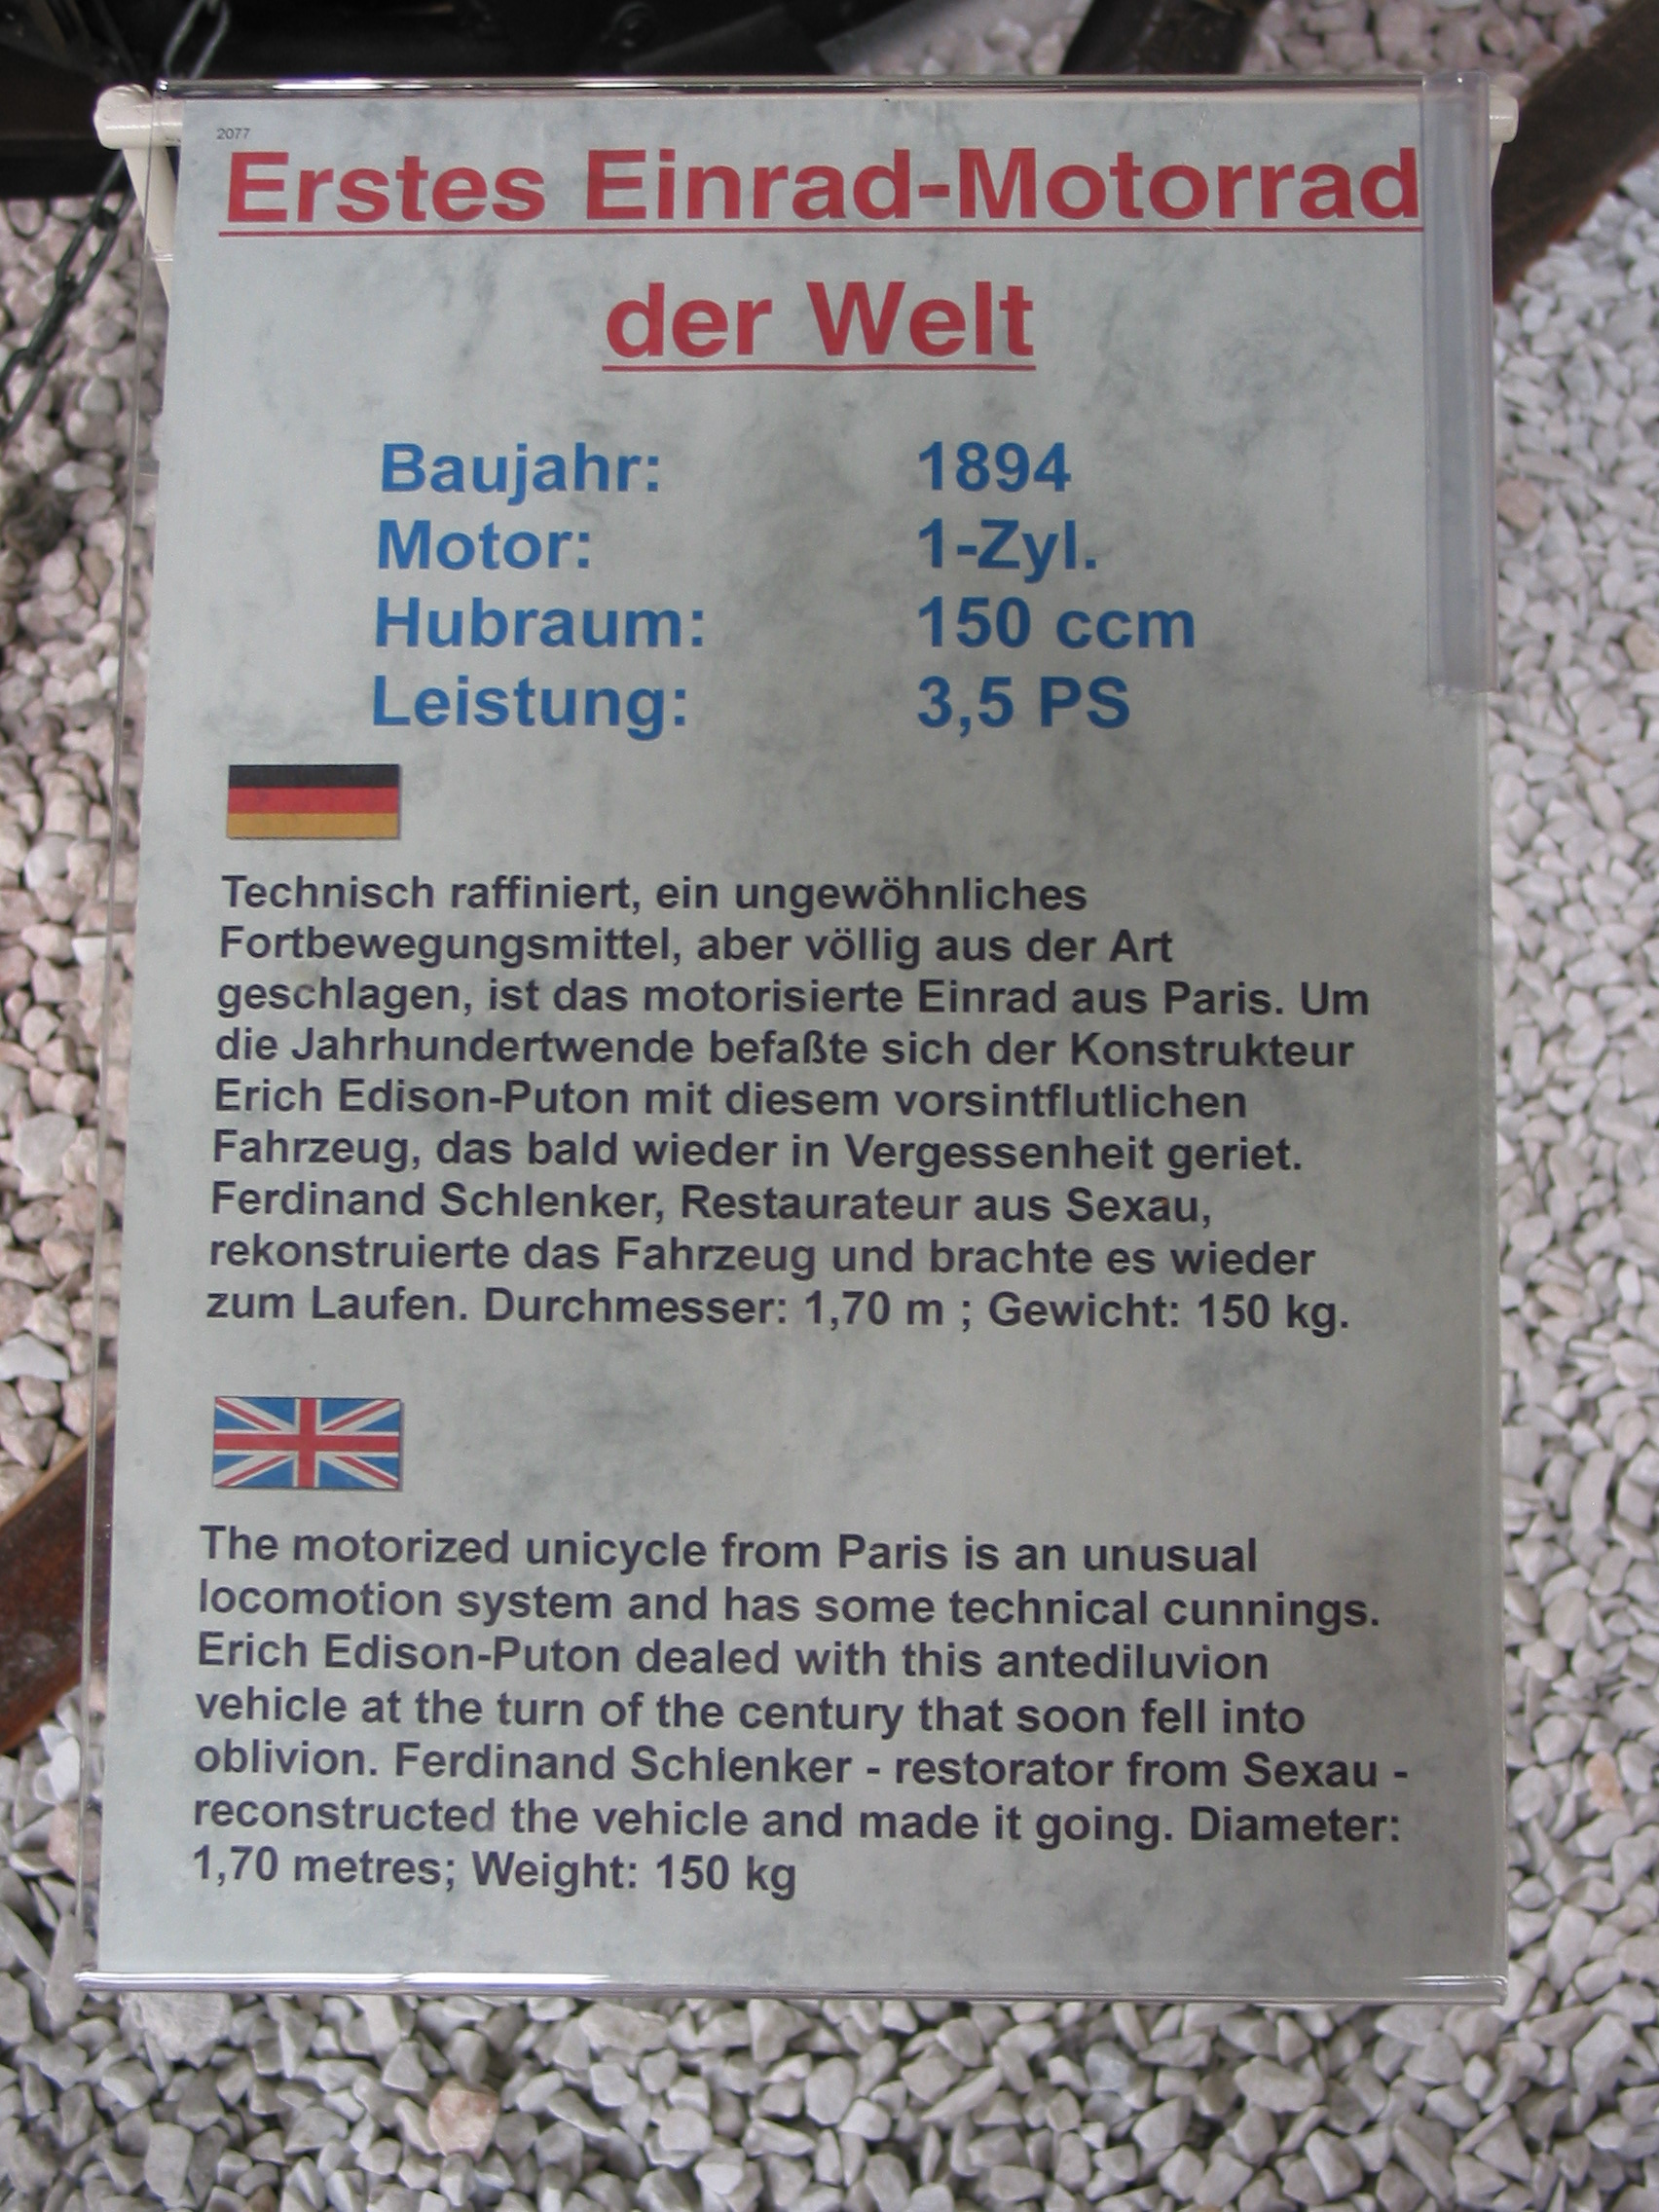 2077
Erstes Einrad-Motorrad
der Welt
Baujahr: 1894
Motor: 1-Zyl.
Hubraum: 150 ccm
Leistung: 3,5 PS
Technisch raffiniert, ein ungewöhnliches
Fortbewegungsmittel, aber völlig aus der Art
geschlagen, ist das motorisierte Einrad aus Paris. Um
die Jahrhundertwende befaßte sich der Konstrukteur
Erich Edison-Puton mit diesem vorsintflutlichen
Fahrzeug, das bald wieder in Vergessenheit geriet.
Ferdinand Schlenker, Restaurateur aus Sexau,
rekonstruierte das Fahrzeug und brachte es wieder
zum Laufen. Durchmesser: 1,70 m ; Gewicht: 150 kg.
The motorized unicycle from Paris is an unusual
locomotion system and has some technical cunnings.
Erich Edison-Puton dealed with this antediluvion
vehicle at the turn of the century that soon fell into
oblivion. Ferdinand Schlenker - restorator from Sexau -
reconstructed the vehicle and made it going. Diameter:
1,70 metres; Weight: 150 kg